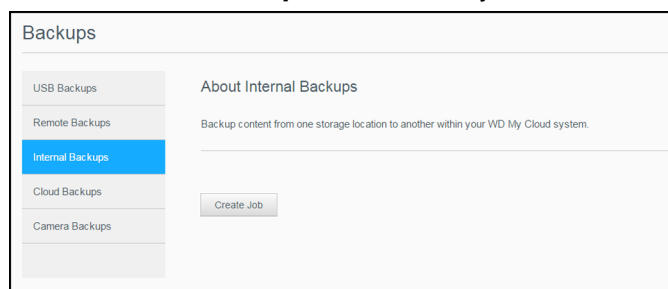 Backups
USB Backups
Remote Backups
Internal Backups
Cloud Backups
Camera Backups
About Internal Backups
Backup content from one storage location to another within your WD My Cloud system.
Create Job